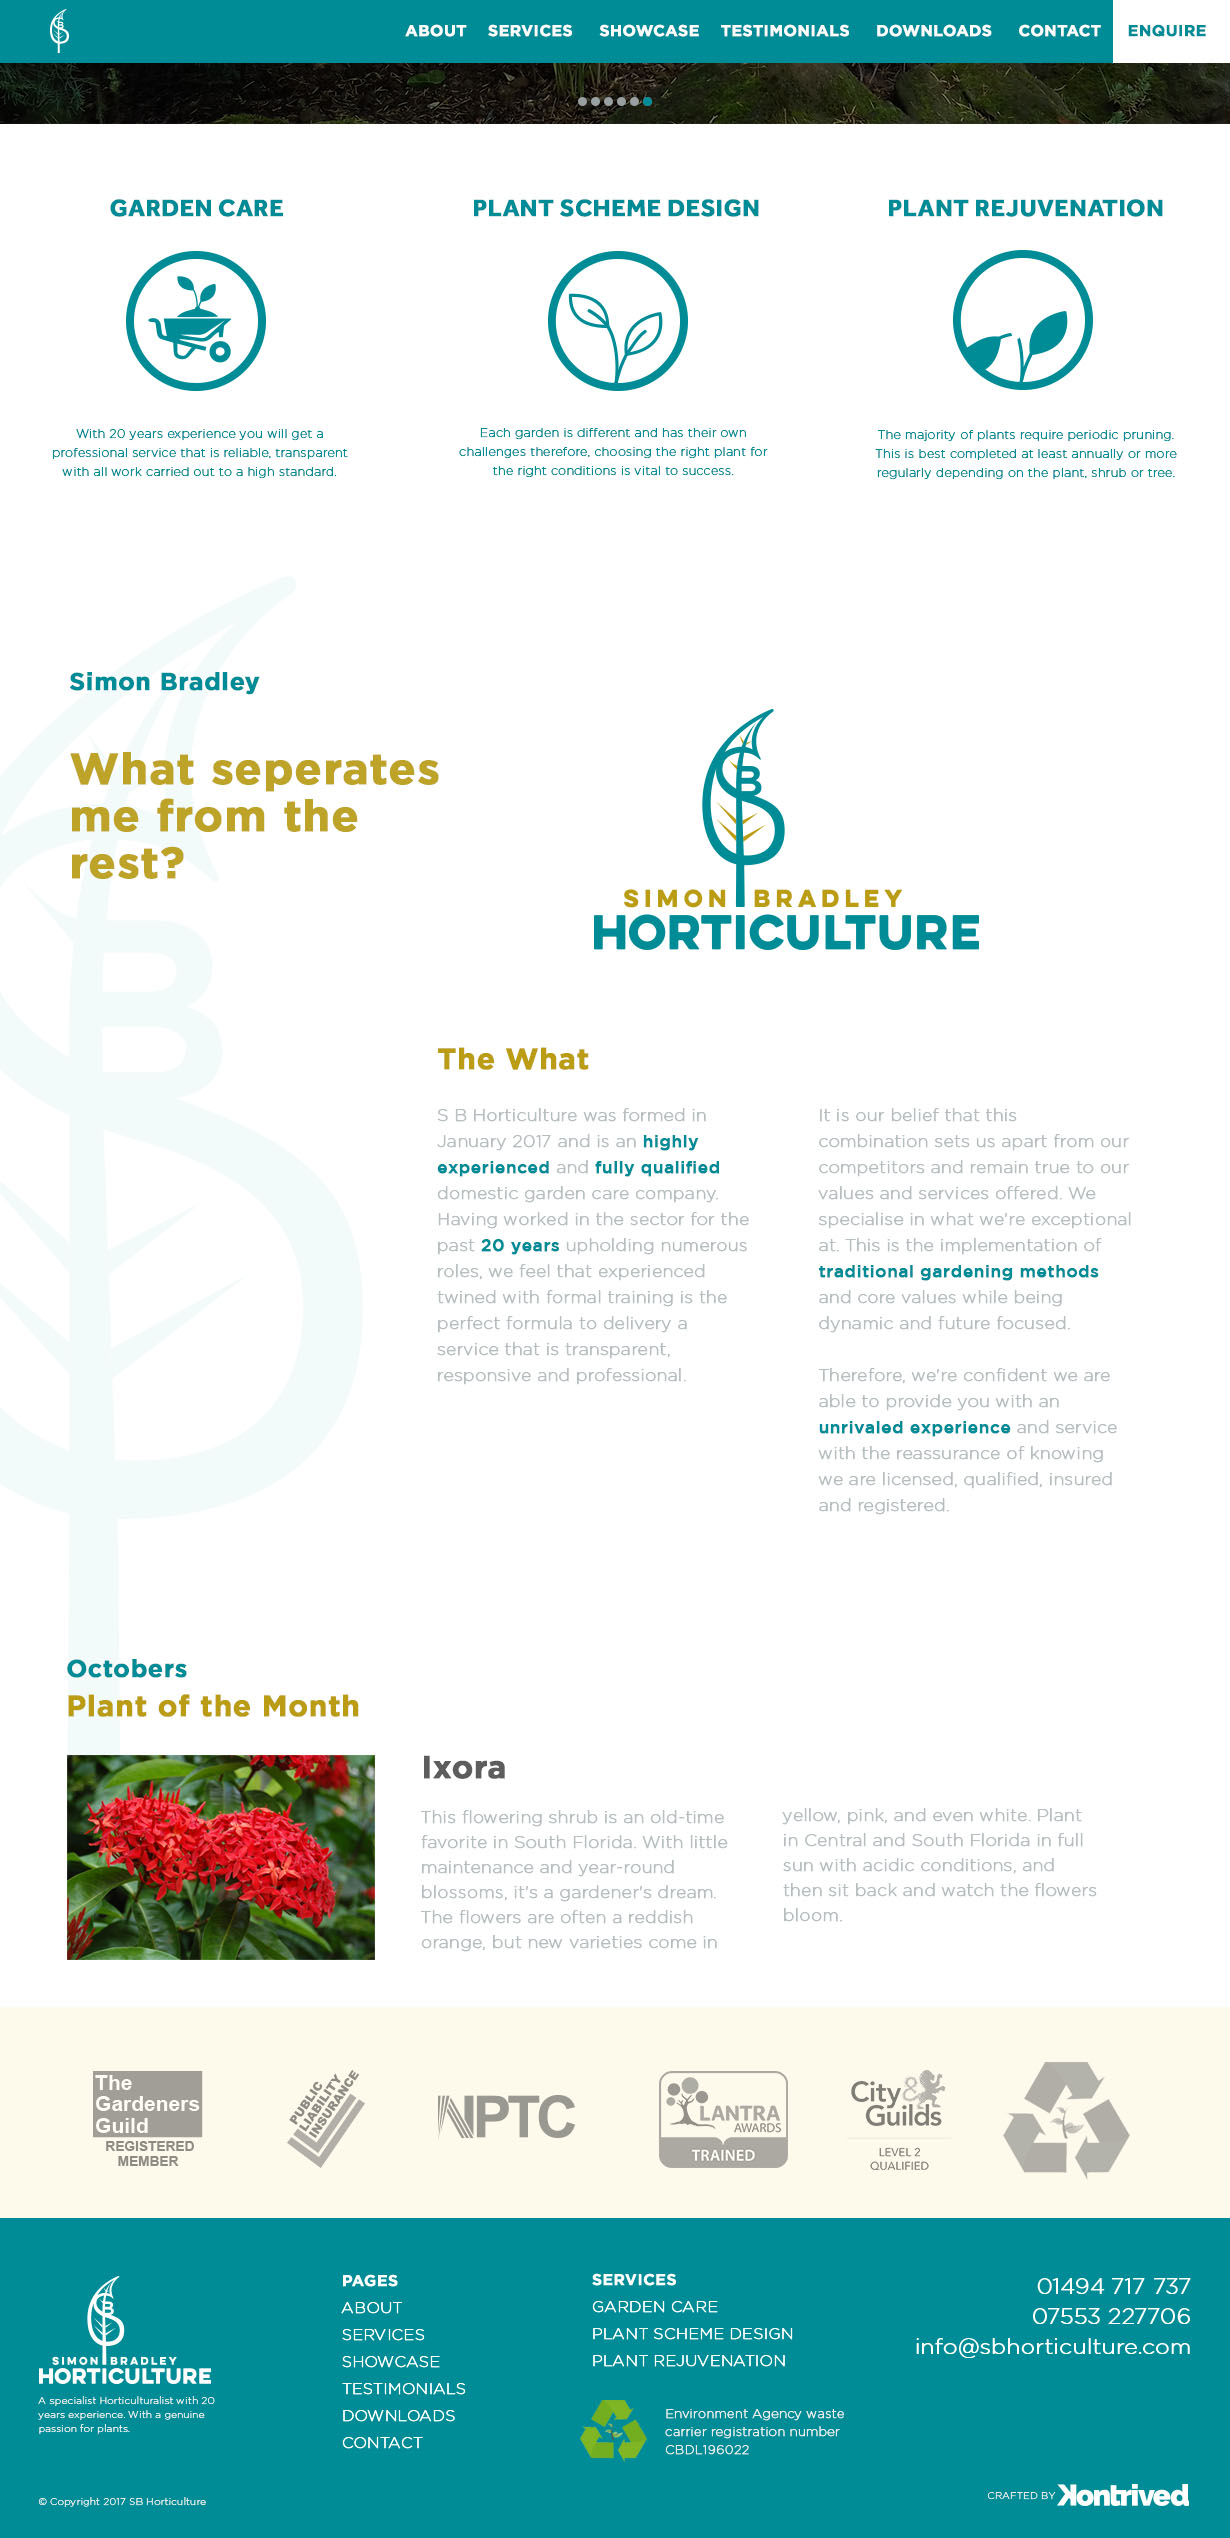 SB
ABOUT SERVICES SHOWCASE TESTIMONIALS DOWNLOADS CONTACT ENQUIRE
GARDEN CARE
With 20 years experience you will get a
professional service that is reliable, transparent
with all work carried out to a high standard.
PLANT SCHEME DESIGN
Each garden is different and has their own
challenges therefore, choosing the right plant for
the right conditions is vital to success.
PLANT REJUVENATION
The majority of plants require periodic pruning.
This is best completed at least annually or more
regularly depending on the plant, shrub or tree.
Simon Bradley
What seperates
me from the
rest?
SB
SIMON BRADLEY
HORTICULTURE
The What
S B Horticulture was formed in
January 2017 and is an highly
experienced and fully qualified
domestic garden care company.
Having worked in the sector for the
past 20 years upholding numerous
roles, we feel that experienced
twined with formal training is the
perfect formula to delivery a
service that is transparent,
responsive and professional.
It is our belief that this
combination sets us apart from our
competitors and remain true to our
values and services offered. We
specialise in what we're exceptional
at. This is the implementation of
traditional gardening methods
and core values while being
dynamic and future focused.
Therefore, we're confident we are
able to provide you with an
unrivaled experience and service
with the reassurance of knowing
we are licensed, qualified, insured
and registered.
Octobers
Plant of the Month
Ixora
This flowering shrub is an old-time
favorite in South Florida. With little
maintenance and year-round
blossoms, it's a gardener's dream.
The flowers are often a reddish
orange, but new varieties come in
yellow, pink, and even white. Plant
in Central and South Florida in full
sun with acidic conditions, and
then sit back and watch the flowers
bloom.
The
Gardeners
Guild
REGISTERED
MEMBER
PUBLIC
LIABILITY
INSURANCE
NPTC
LANTRA
AWARDS
TRAINED
City &
Guilds
LEVEL 2
QUALIFIED
SB
SIMON BRADLEY
HORTICULTURE
A specialist Horticulturalist with 20
years experience. With a genuine
passion for plants.
© Copyright 2017 SB Horticulture
PAGES
ABOUT
SERVICES
SHOWCASE
TESTIMONIALS
DOWNLOADS
CONTACT
SERVICES
GARDEN CARE
PLANT SCHEME DESIGN
PLANT REJUVENATION
Environment Agency waste
carrier registration number
CBDL196022
01494 717 737
07553 227706
info@sbhorticulture.com
CRAFTED BY Kontrived